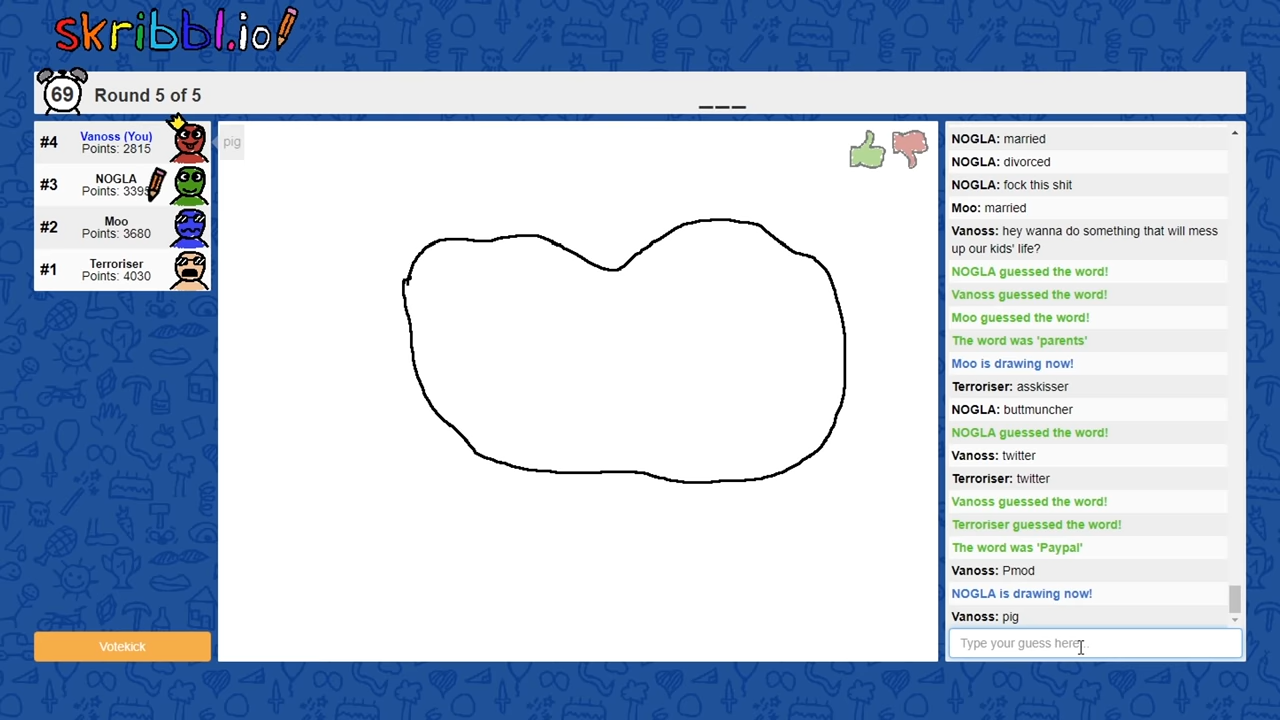 skribbl.io
69
Round 5 of 5
___
#4
Vanoss (You)
Points: 2815
#3
NOGLA
Points: 3395
#2
Moo
Points: 3680
#1
Terroriser
Points: 4030
Votekick
pig
NOGLA: married
NOGLA: divorced
NOGLA: fock this shit
Moo: married
Vanoss: hey wanna do something that will mess
up our kids' life?
NOGLA guessed the word!
Vanoss guessed the word!
Moo guessed the word!
The word was 'parents'
Moo is drawing now!
Terroriser: asskisser
NOGLA: buttmuncher
NOGLA guessed the word!
Vanoss: twitter
Terroriser: twitter
Vanoss guessed the word!
Terroriser guessed the word!
The word was 'Paypal'
Vanoss: Pmod
NOGLA is drawing now!
Vanoss: pig
Type your guess here...